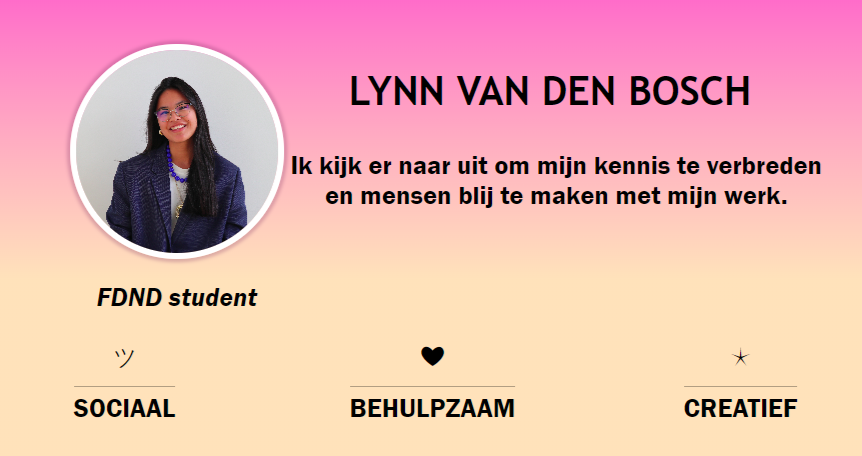 LYNN VAN DEN BOSCH
Ik kijk er naar uit om mijn kennis te verbreden
en mensen blij te maken met mijn werk.
FDND student
ツ
SOCIAAL
BEHULPZAAM
CREATIEF